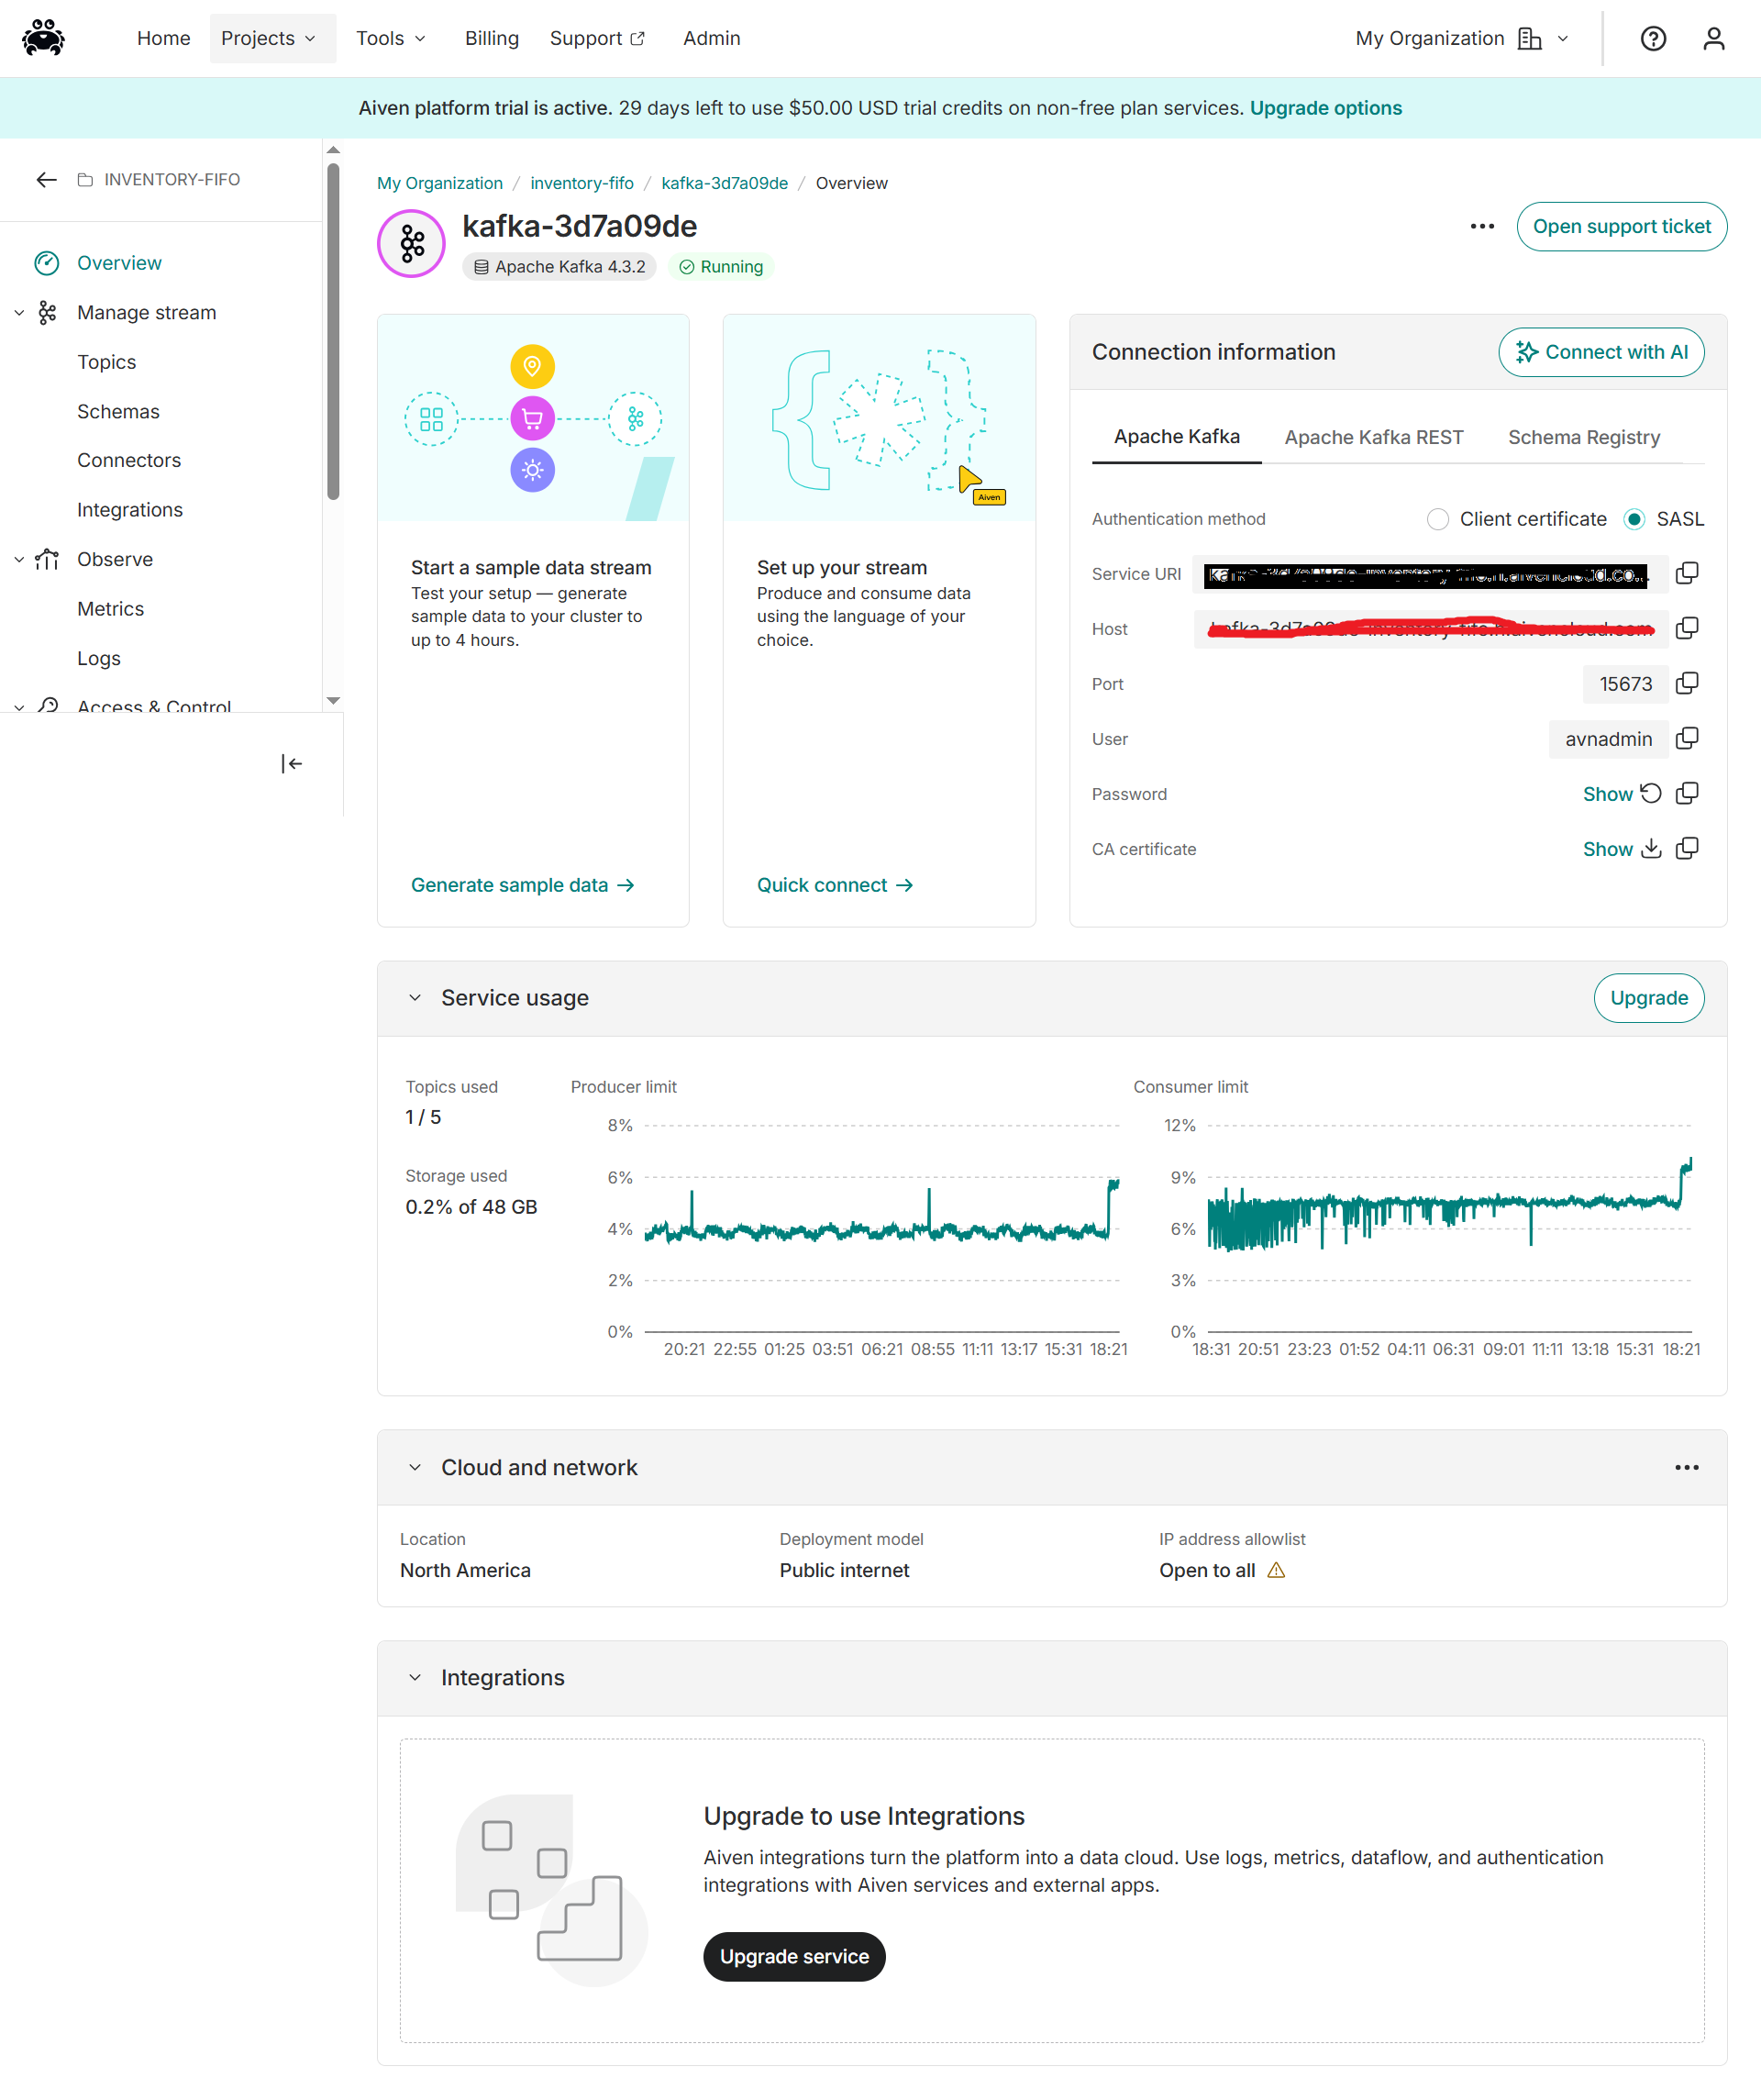 Home
Projects
Tools
Billing
Support
Admin
My Organization
Aiven platform trial is active. 29 days left to use $50.00 USD trial credits on non-free plan services. Upgrade options
INVENTORY-FIFO
Overview
Manage stream
Topics
Schemas
Connectors
Integrations
Observe
Metrics
Logs
Access & Control
My Organization / inventory-fifo / kafka-3d7a09de / Overview
kafka-3d7a09de
Apache Kafka 4.3.2
Running
Open support ticket
Start a sample data stream
Test your setup — generate
sample data to your cluster to
up to 4 hours.
Generate sample data
Aiven
Set up your stream
Produce and consume data
using the language of your
choice.
Quick connect
Connection information
Connect with AI
Apache Kafka
Apache Kafka REST
Schema Registry
Authentication method
Client certificate
SASL
Service URI
Host
Port
15673
User
avnadmin
Password
Show
CA certificate
Show
Service usage
Upgrade
Topics used
1 / 5
Storage used
0.2% of 48 GB
Producer limit
8%
6%
4%
2%
0%
20:21 22:55 01:25 03:51 06:21 08:55 11:11 13:17 15:31 18:21
Consumer limit
12%
9%
6%
3%
0%
18:31 20:51 23:23 01:52 04:11 06:31 09:01 11:11 13:18 15:31 18:21
Cloud and network
Location
North America
Deployment model
Public internet
IP address allowlist
Open to all
Integrations
Upgrade to use Integrations
Aiven integrations turn the platform into a data cloud. Use logs, metrics, dataflow, and authentication
integrations with Aiven services and external apps.
Upgrade service